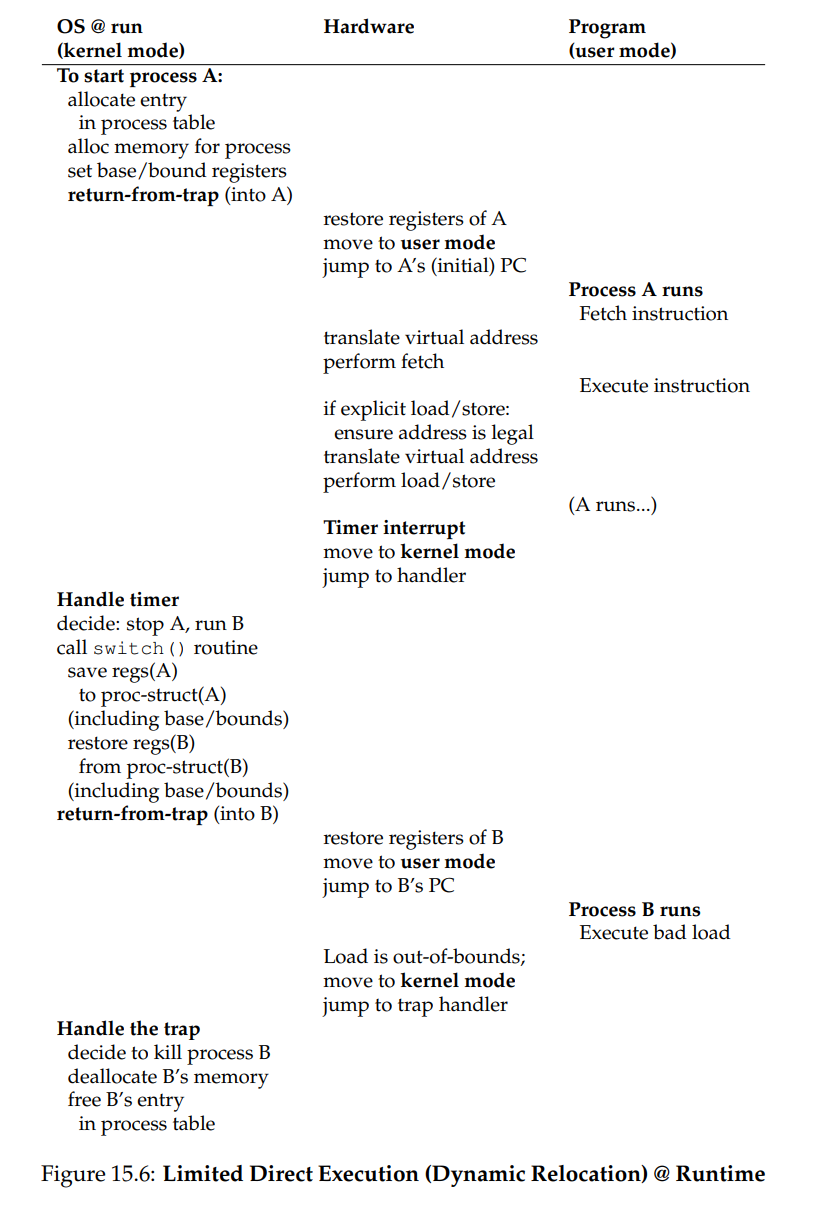 OS @ run Hardware Program
(kernel mode) (user mode)
To start process A:
allocate entry
in process table
alloc memory for process
set base/bound registers
return-from-trap (into A)
restore registers of A
move to user mode
jump to A's (initial) PC
Process A runs
Fetch instruction
translate virtual address
perform fetch
Execute instruction
if explicit load/store:
ensure address is legal
translate virtual address
perform load/store
(A runs...)
Timer interrupt
move to kernel mode
jump to handler
Handle timer
decide: stop A, run B
call switch() routine
save regs(A)
to proc-struct(A)
(including base/bounds)
restore regs(B)
from proc-struct(B)
(including base/bounds)
return-from-trap (into B)
restore registers of B
move to user mode
jump to B's PC
Process B runs
Execute bad load
Load is out-of-bounds;
move to kernel mode
jump to trap handler
Handle the trap
decide to kill process B
deallocate B's memory
free B's entry
in process table
Figure 15.6: Limited Direct Execution (Dynamic Relocation) @ Runtime